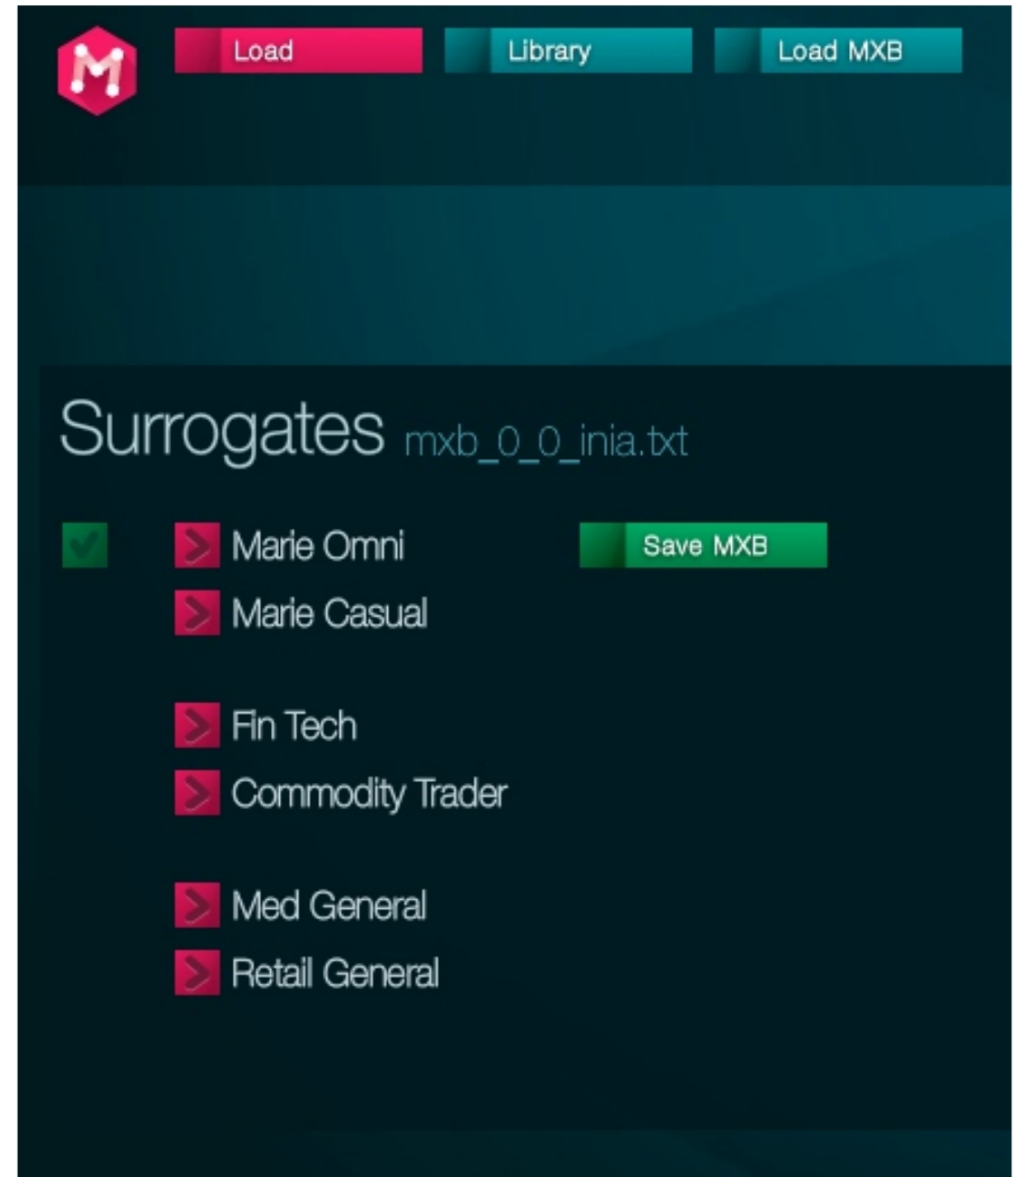 M
Load
Library
Load MXB
Surrogates mxb_0_0_inia.txt
Marie Omni
Save MXB
Marie Casual
Fin Tech
Commodity Trader
Med General
Retail General